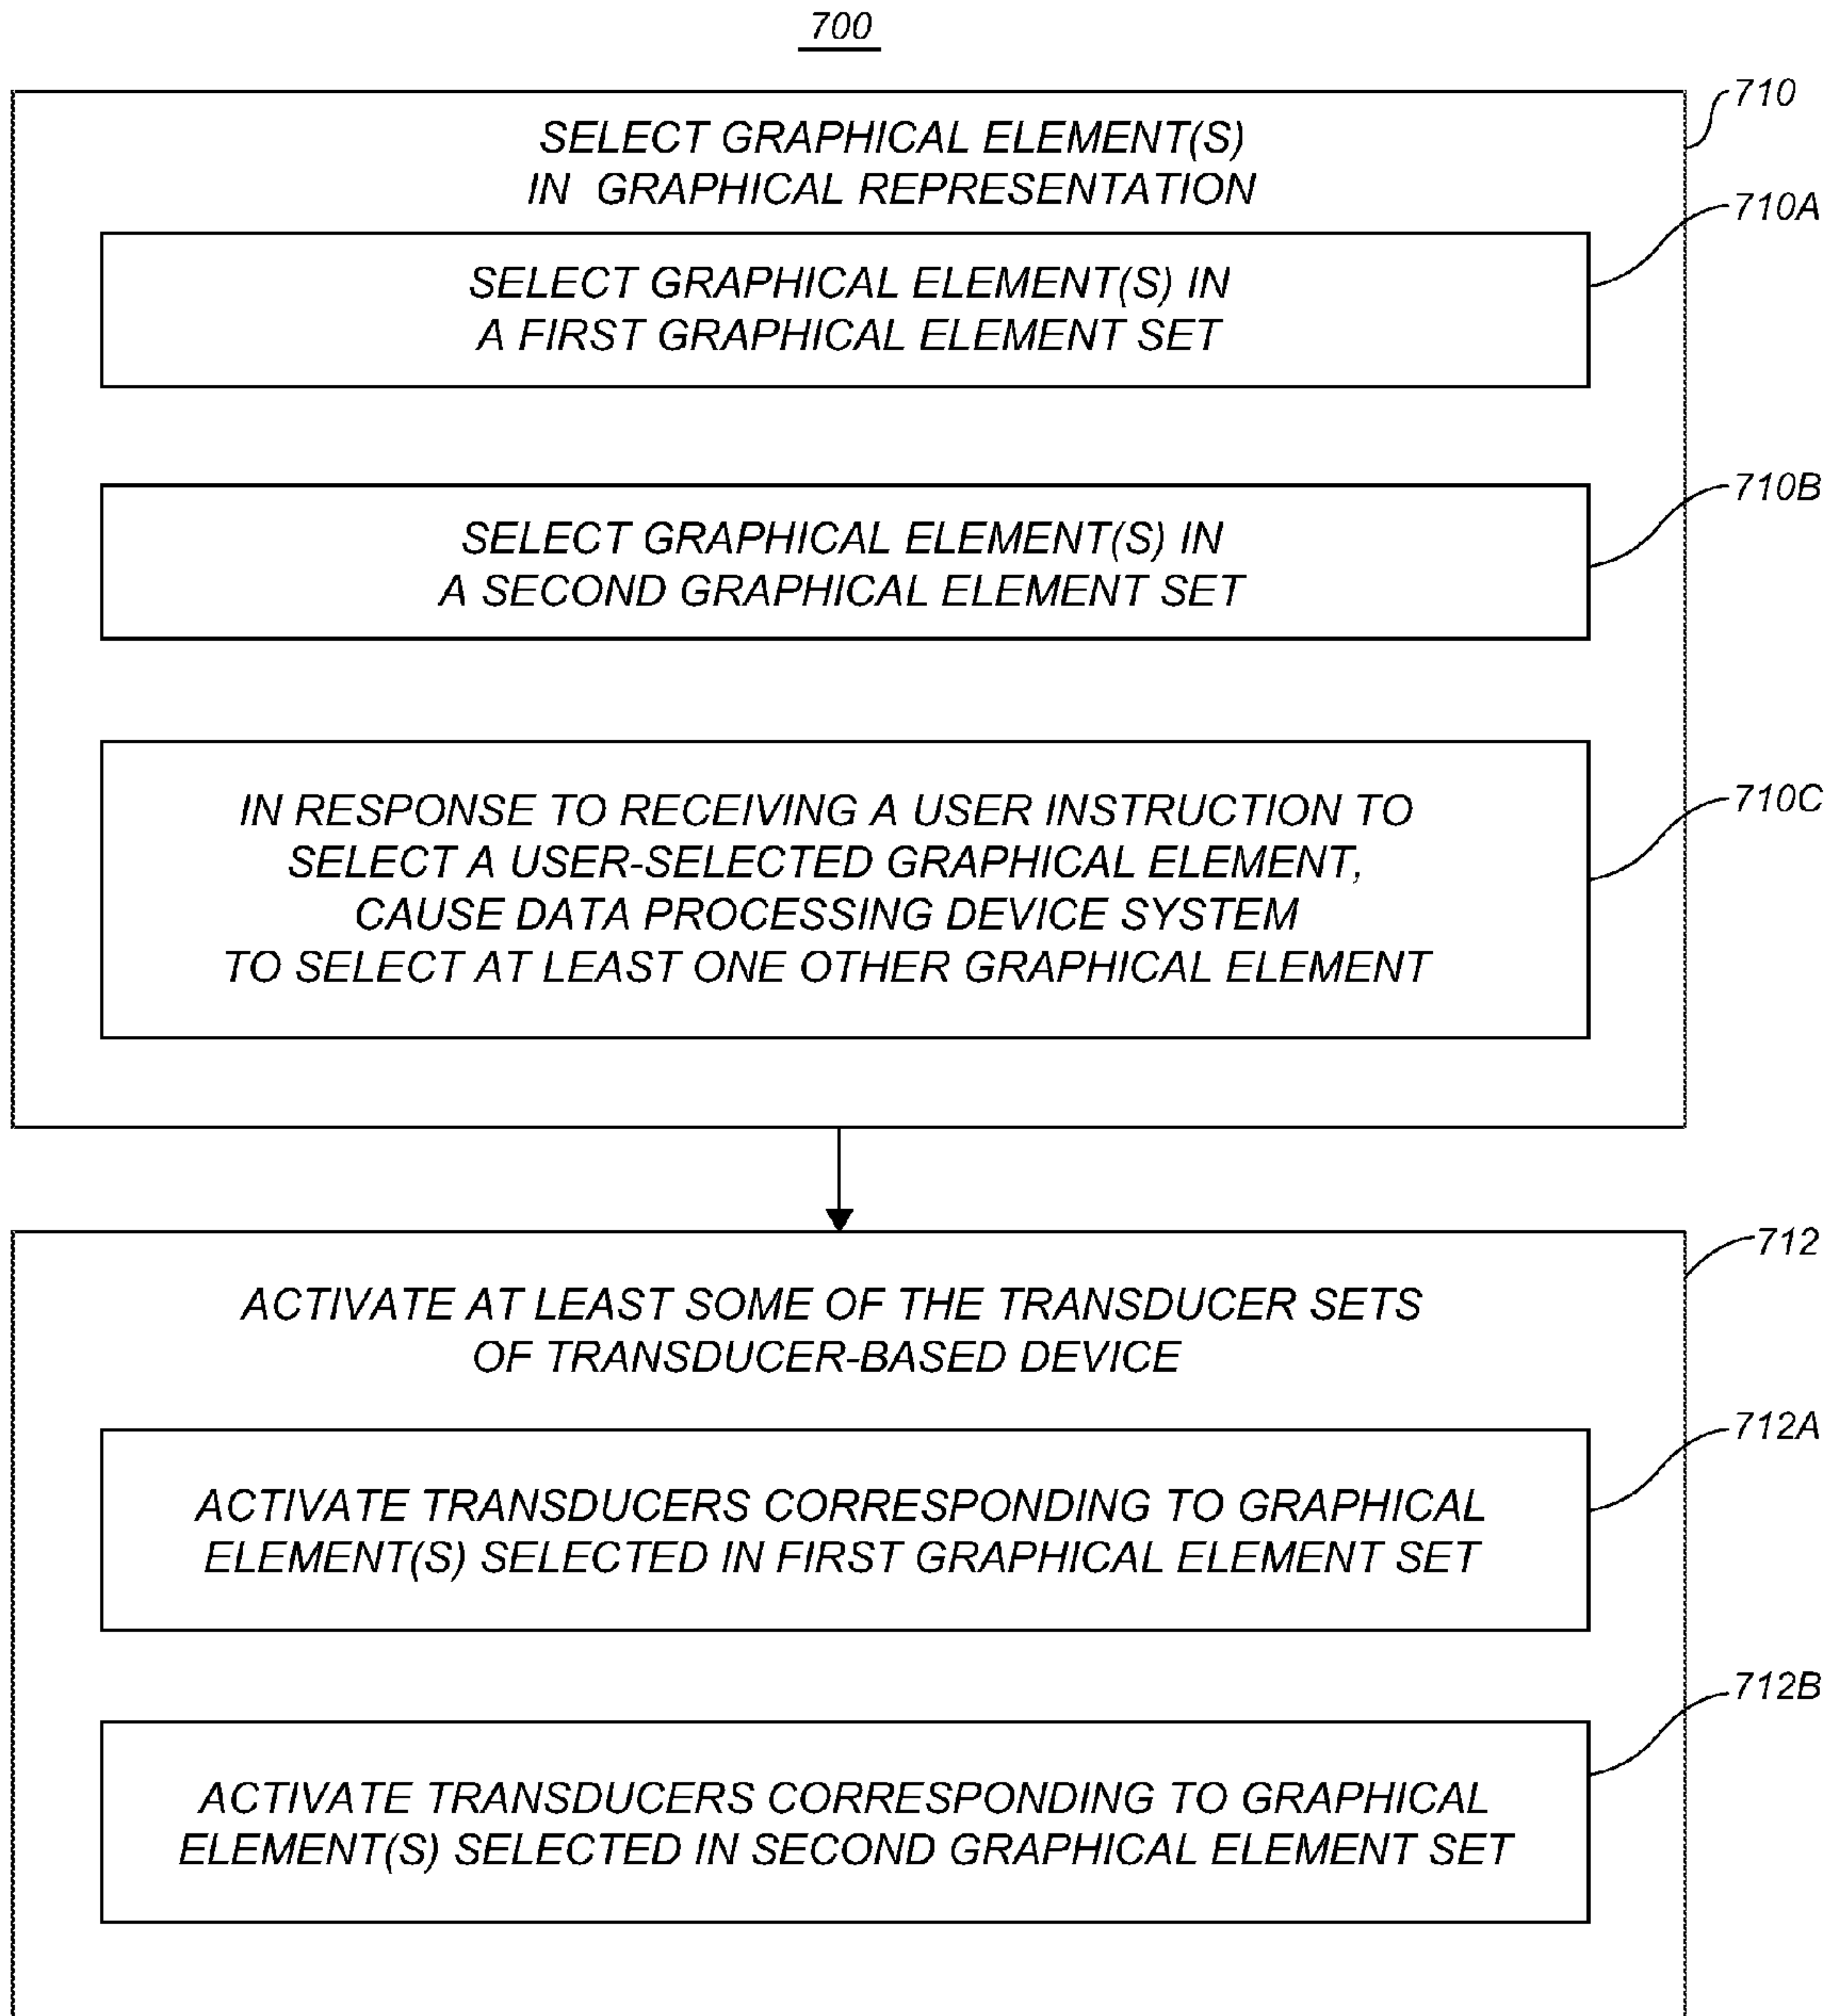 700
710
SELECT GRAPHICAL ELEMENT(S)
IN GRAPHICAL REPRESENTATION
710A
SELECT GRAPHICAL ELEMENT(S) IN
A FIRST GRAPHICAL ELEMENT SET
710B
SELECT GRAPHICAL ELEMENT(S) IN
A SECOND GRAPHICAL ELEMENT SET
710C
IN RESPONSE TO RECEIVING A USER INSTRUCTION TO
SELECT A USER-SELECTED GRAPHICAL ELEMENT,
CAUSE DATA PROCESSING DEVICE SYSTEM
TO SELECT AT LEAST ONE OTHER GRAPHICAL ELEMENT
712
ACTIVATE AT LEAST SOME OF THE TRANSDUCER SETS
OF TRANSDUCER-BASED DEVICE
712A
ACTIVATE TRANSDUCERS CORRESPONDING TO GRAPHICAL
ELEMENT(S) SELECTED IN FIRST GRAPHICAL ELEMENT SET
712B
ACTIVATE TRANSDUCERS CORRESPONDING TO GRAPHICAL
ELEMENT(S) SELECTED IN SECOND GRAPHICAL ELEMENT SET